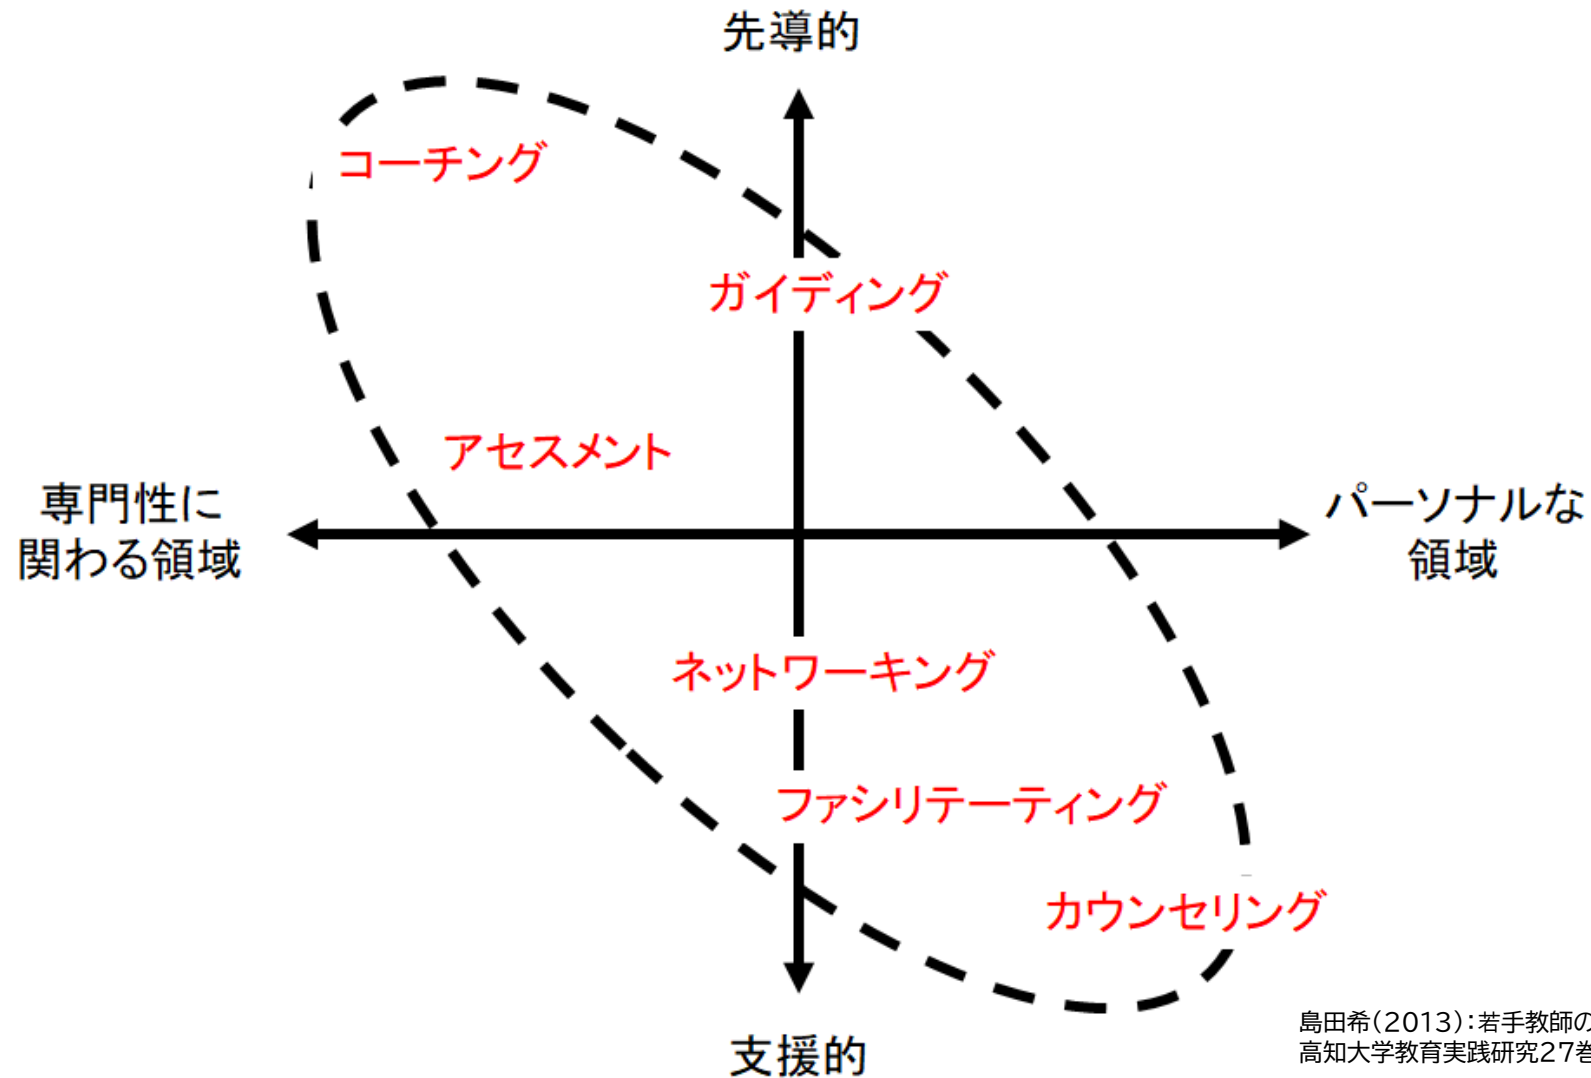 先導的
コーチング
ガイディング
アセスメント
専門性に
関わる領域
パーソナルな
領域
ネットワーキング
ファシリテーティング
カウンセリング
支援的
島田希(2013):若手教師の
高知大学教育実践研究27巻